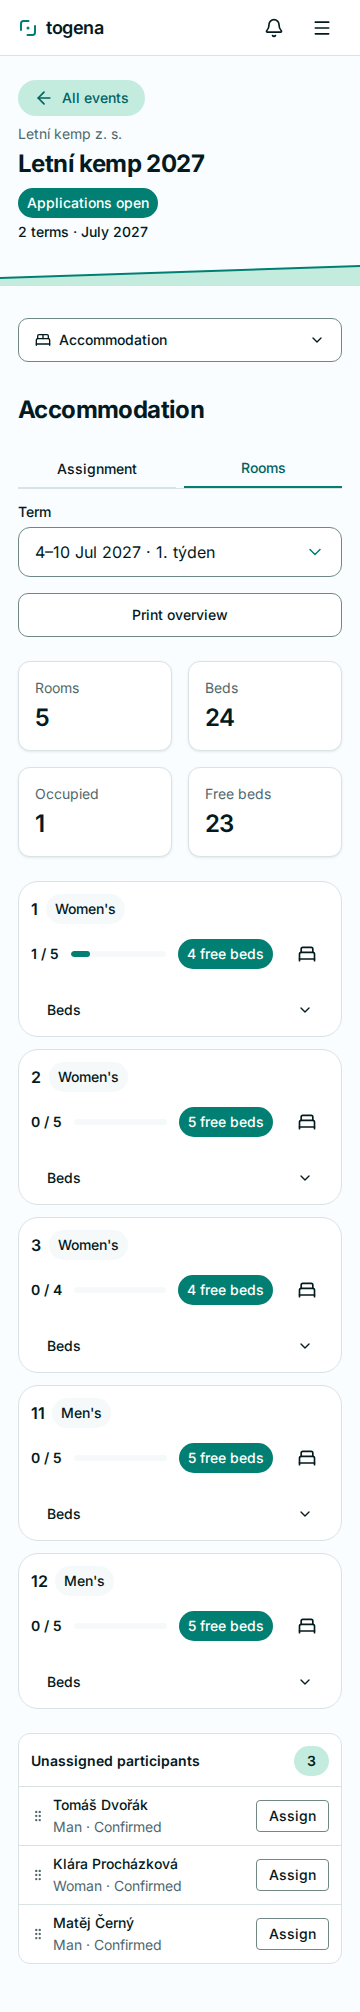 togena
All events
Letní kemp z. s.
Letní kemp 2027
Applications open
2 terms · July 2027
Accommodation
Accommodation
Assignment Rooms
Term
4–10 Jul 2027 · 1. týden
Print overview
Rooms Beds
5 24
Occupied Free beds
1 23
1 Women's
1 / 5 4 free beds
Beds
2 Women's
0 / 5 5 free beds
Beds
3 Women's
0 / 4 4 free beds
Beds
11 Men's
0 / 5 5 free beds
Beds
12 Men's
0 / 5 5 free beds
Beds
Unassigned participants 3
Tomáš Dvořák
Man · Confirmed Assign
Klára Procházková
Woman · Confirmed Assign
Matěj Černý
Man · Confirmed Assign